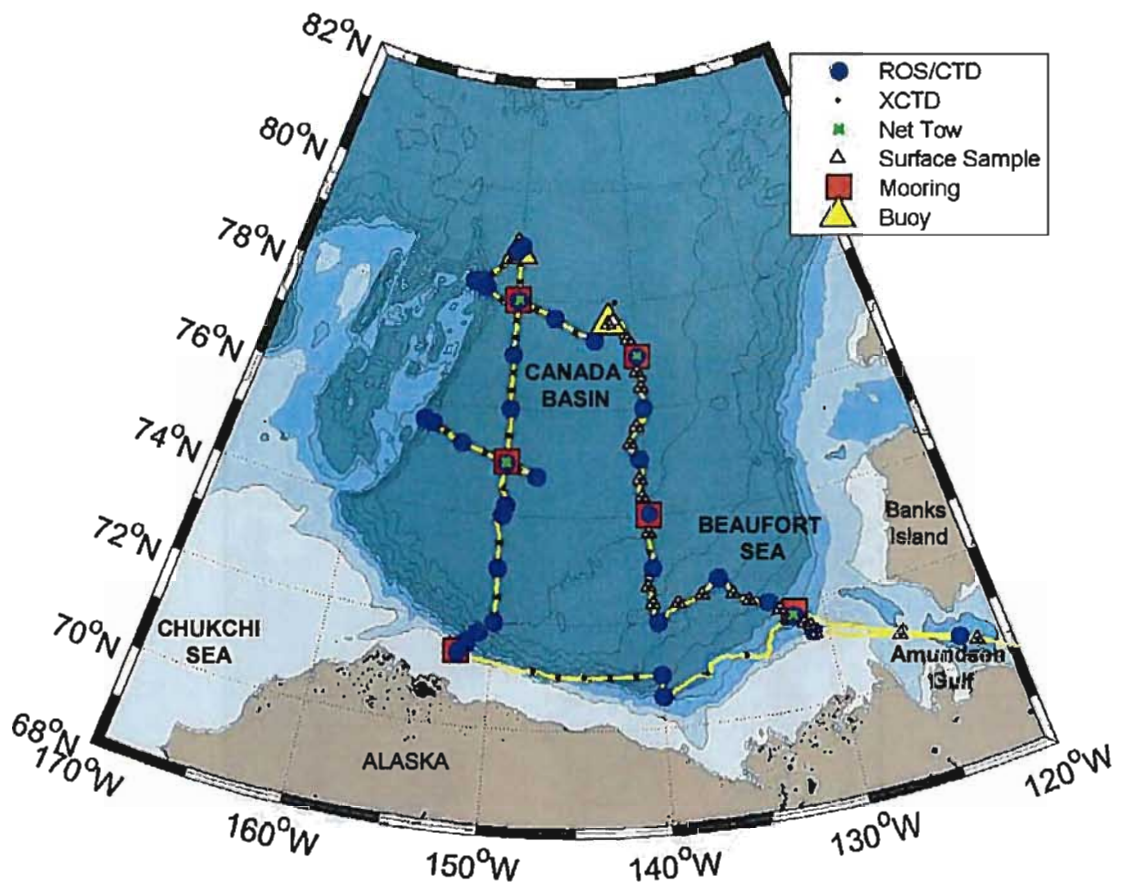 82°N
80°N
78°N
76°N
74°N
72°N
70°N
68°N
170°W
160°W
150°W
140°W
130°W
120°W
ROS/CTD
XCTD
Net Tow
Surface Sample
Mooring
Buoy
CANADA
BASIN
BEAUFORT
SEA
Banks
Island
CHUKCHI
SEA
Amundsen
Gulf
ALASKA